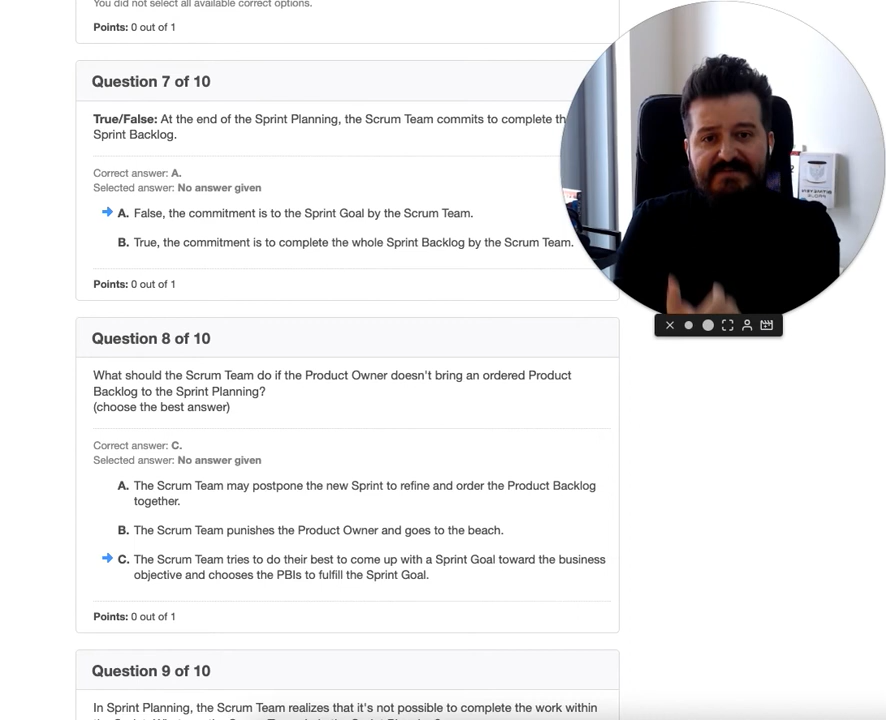 You did not select all available correct options.
Points: 0 out of 1
Question 7 of 10
True/False: At the end of the Sprint Planning, the Scrum Team commits to complete th
Sprint Backlog.
Correct answer: A.
Selected answer: No answer given
A. False, the commitment is to the Sprint Goal by the Scrum Team.
B. True, the commitment is to complete the whole Sprint Backlog by the Scrum Team.
Points: 0 out of 1
Question 8 of 10
What should the Scrum Team do if the Product Owner doesn't bring an ordered Product
Backlog to the Sprint Planning?
(choose the best answer)
Correct answer: C.
Selected answer: No answer given
A. The Scrum Team may postpone the new Sprint to refine and order the Product Backlog
together.
B. The Scrum Team punishes the Product Owner and goes to the beach.
C. The Scrum Team tries to do their best to come up with a Sprint Goal toward the business
objective and chooses the PBIs to fulfill the Sprint Goal.
Points: 0 out of 1
Question 9 of 10
In Sprint Planning, the Scrum Team realizes that it's not possible to complete the work within